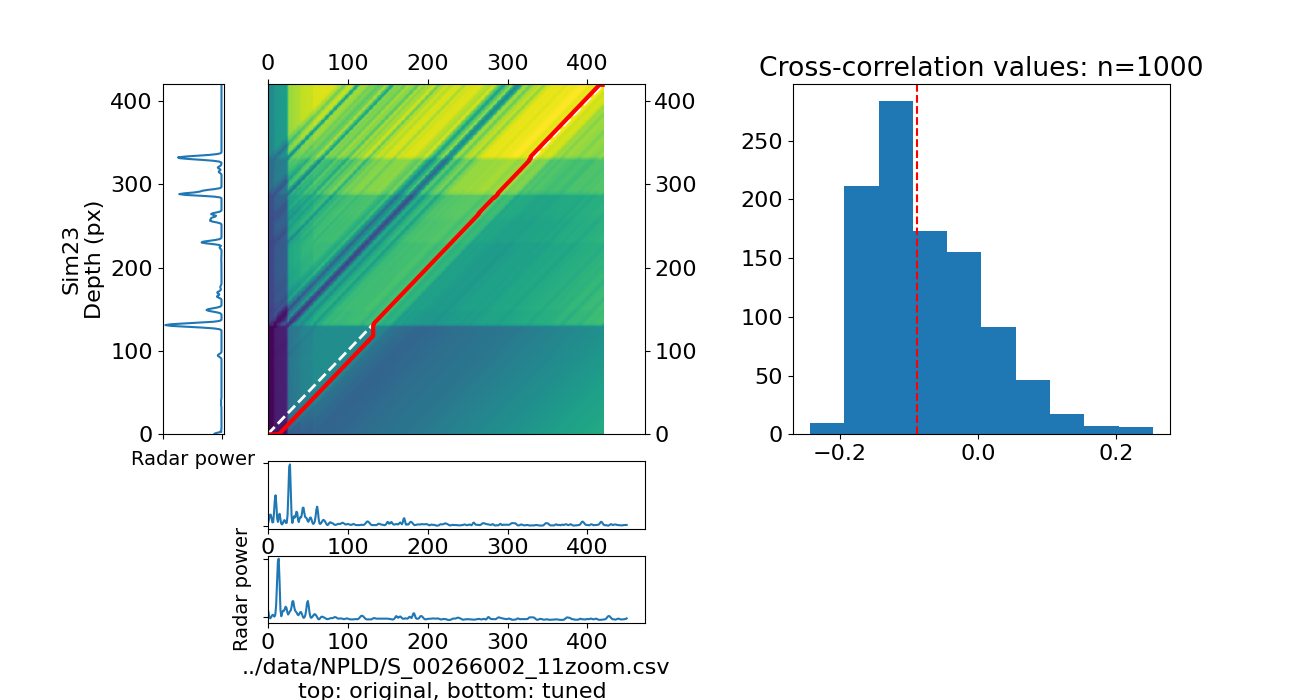 0 100 200 300 400
Cross-correlation values: n=1000
400
300
200
100
0
Sim23
Depth (px)
400
300
200
100
0
250
200
150
100
50
0
−0.2 0.0 0.2
Radar power
0 100 200 300 400
Radar power
0 100 200 300 400
../data/NPLD/S_00266002_11zoom.csv
top: original, bottom: tuned